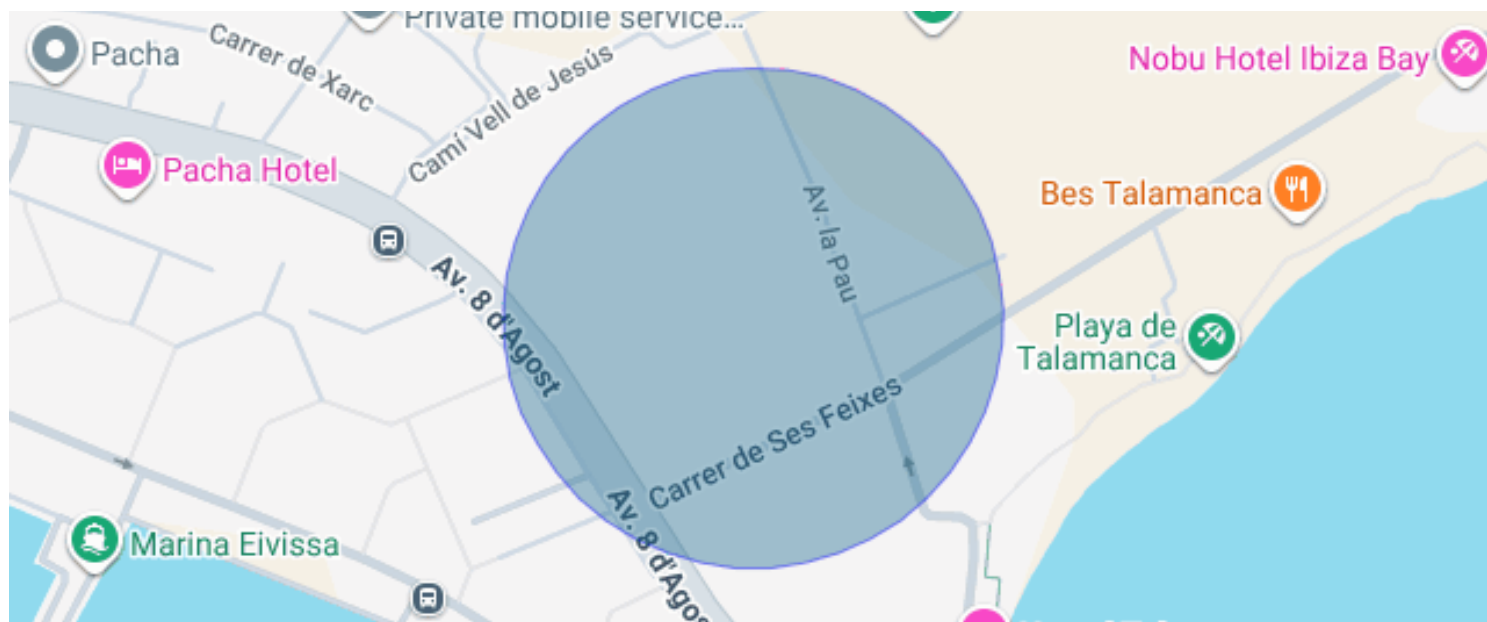 Private mobile service...
Pacha
Carrer de Xarc
Camí Vell de Jesús
Nobu Hotel Ibiza Bay
Pacha Hotel
Bes Talamanca
Av. la Pau
Av. 8 d'Agost
Playa de
Talamanca
Carrer de Ses Feixes
Av. 8 d'Agos
Marina Eivissa